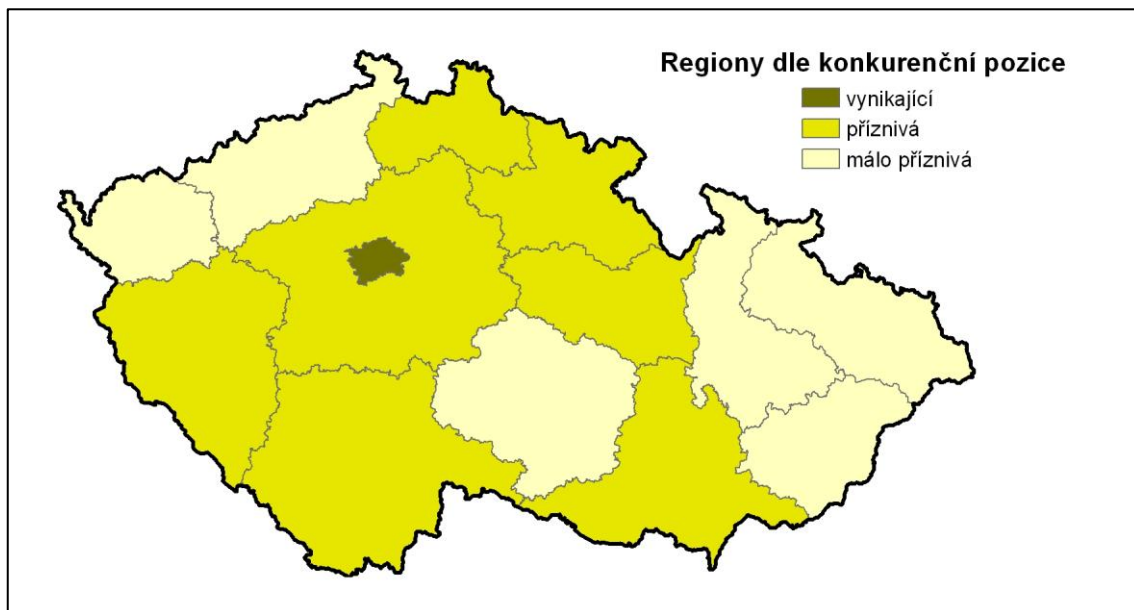 Regiony dle konkurenční pozice
vynikající
příznivá
málo příznivá